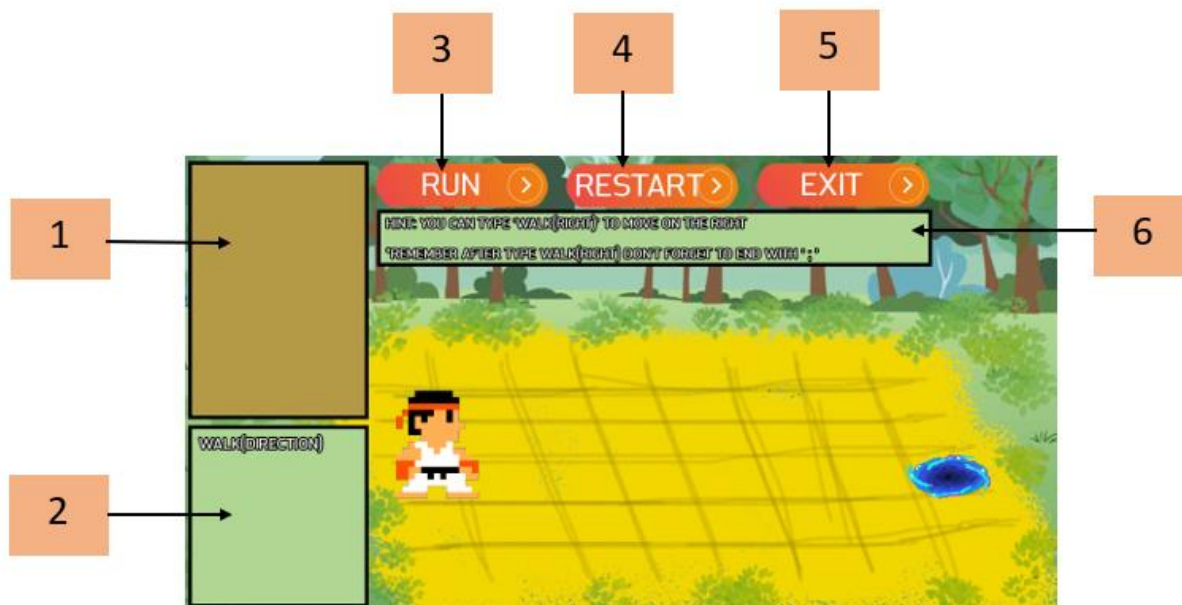 3 4 5
RUN RESTART EXIT
1
HINT: YOU CAN TYPE "WALK(RIGHT)" TO MOVE ON THE RIGHT
6
"REMEMBER AFTER TYPE WALK(RIGHT) DON'T FORGET TO END WITH ";"
WALK(DIRECTION)
2